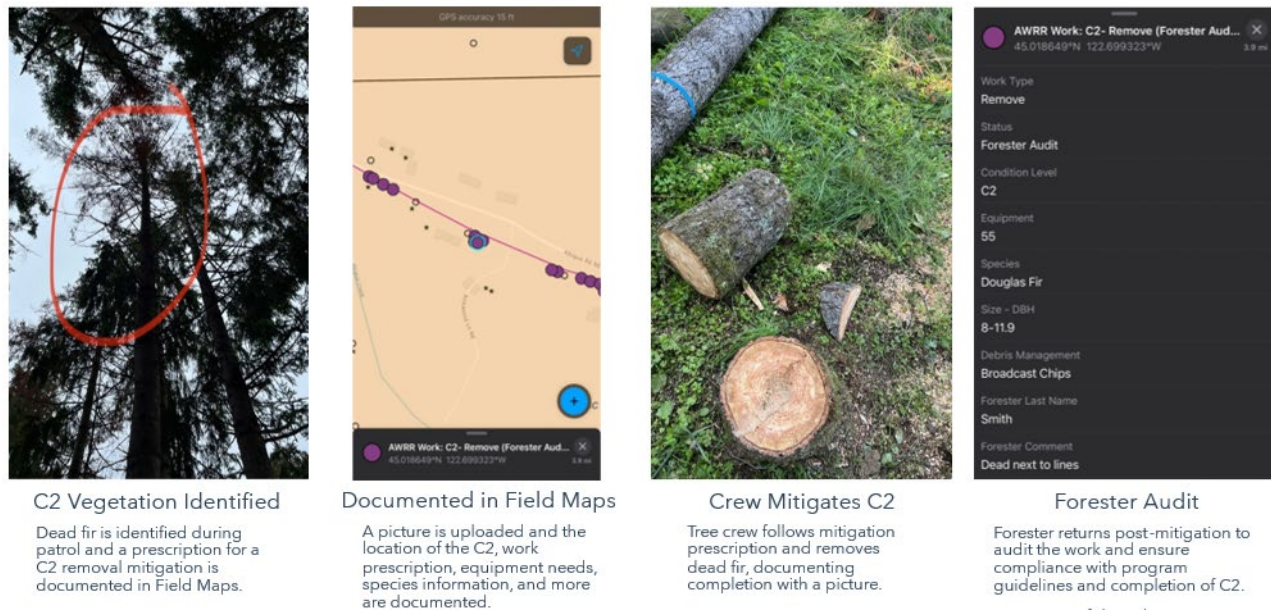 GPS accuracy 15 ft
AWRR Work: C2- Remove (Forester Aud...
45.018649°N 122.699323°W
3.9 mi
AWRR Work: C2- Remove (Forester Aud...
45.018649°N 122.699323°W
3.9 mi
Work Type
Remove
Status
Forester Audit
Condition Level
C2
Equipment
55
Species
Douglas Fir
Size - DBH
8-11.9
Debris Management
Broadcast Chips
Forester Last Name
Smith
Forester Comment
Dead next to lines
C2 Vegetation Identified
Dead fir is identified during
patrol and a prescription for a
C2 removal mitigation is
documented in Field Maps.
Documented in Field Maps
A picture is uploaded and the
location of the C2, work
prescription, equipment needs,
species information, and more
are documented.
Crew Mitigates C2
Tree crew follows mitigation
prescription and removes
dead fir, documenting
completion with a picture.
Forester Audit
Forester returns post-mitigation to
audit the work and ensure
compliance with program
guidelines and completion of C2.